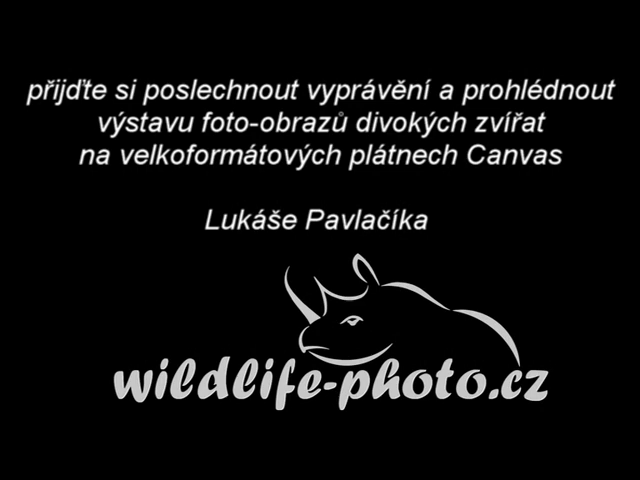 přijďte si poslechnout vyprávění a prohlédnout
výstavu foto-obrazů divokých zvířat
na velkoformátových plátnech Canvas
Lukáše Pavlačíka
wildlife-photo.cz